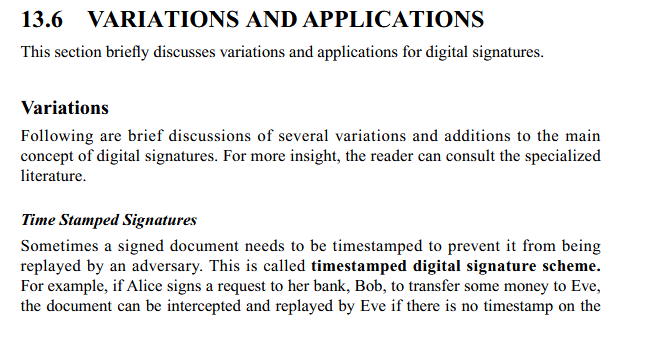 13.6 VARIATIONS AND APPLICATIONS
This section briefly discusses variations and applications for digital signatures.
Variations
Following are brief discussions of several variations and additions to the main
concept of digital signatures. For more insight, the reader can consult the specialized
literature.
Time Stamped Signatures
Sometimes a signed document needs to be timestamped to prevent it from being
replayed by an adversary. This is called timestamped digital signature scheme.
For example, if Alice signs a request to her bank, Bob, to transfer some money to Eve,
the document can be intercepted and replayed by Eve if there is no timestamp on the